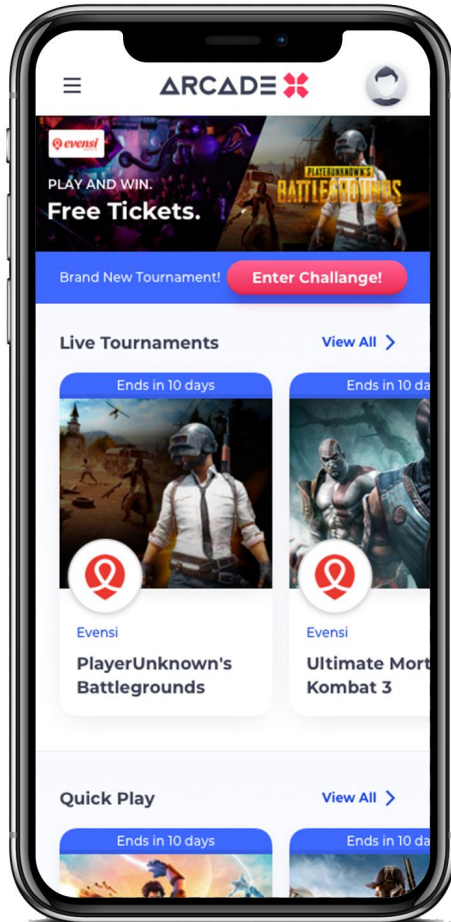 ARCADE
evensi
PLAYERUNKNOWN'S
PLAY AND WIN.
BATTLEGROUNDS
Free Tickets.
Brand New Tournament!
Enter Challange!
Live Tournaments
View All
Ends in 10 days
Ends in 10 da
Evensi
Evensi
PlayerUnknown's
Battlegrounds
Ultimate Mort
Kombat 3
Quick Play
View All
Ends in 10 days
Ends in 10 da